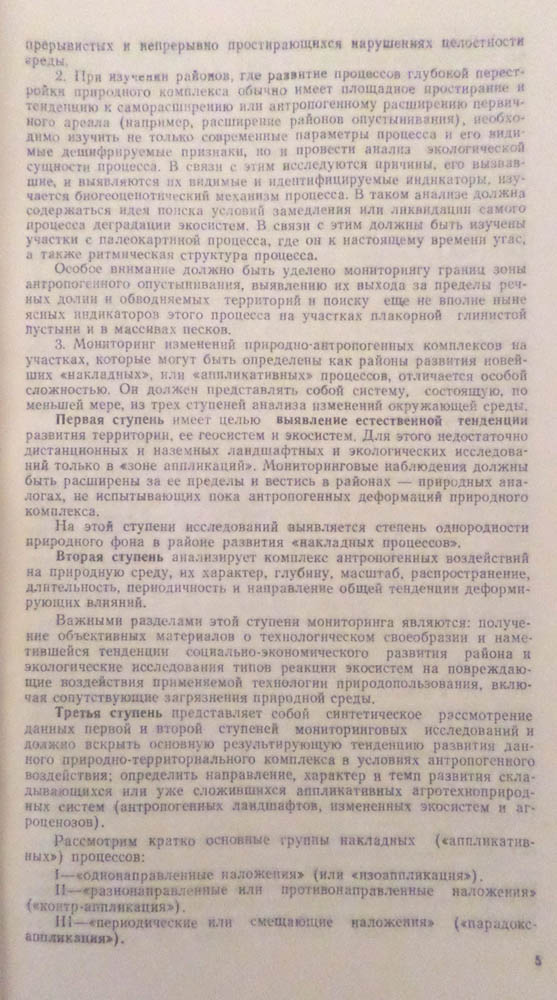 прерывистых и непрерывно простирающихся нарушениях целостности
среды.
2. При изучении районов, где развитие процессов глубокой перест-
ройки природного комплекса обычно имеет площадное простирание и
тенденцию к саморасширению или антропогенному расширению первич-
ного ареала (например, расширение районов опустынивания), необхо-
димо изучить не только современные параметры процесса и его види-
мые дешифрируемые признаки, но и провести анализ экологической
сущности процесса. В связи с этим исследуются причины, его вызвав-
шие, и выявляются их видимые и идентифицируемые индикаторы, изу-
чается биогеоценотический механизм процесса. В таком анализе должна
содержаться идея поиска условий замедления или ликвидации самого
процесса деградации экосистем. В связи с этим должны быть изучены
участки с палеокартиной процесса, где он к настоящему времени угас,
а также ритмическая структура процесса.
Особое внимание должно быть уделено мониторингу границ зоны
антропогенного опустынивания, выявлению их выхода за пределы реч-
ных долин и обводняемых территорий и поиску еще не вполне ныне
ясных индикаторов этого процесса на участках плакорной глинистой
пустыни и в массивах песков.
3. Мониторинг изменений природно-антропогенных комплексов на
участках, которые могут быть определены как районы развития новей-
ших «накладных», или «аппликативных» процессов, отличается особой
сложностью. Он должен представлять собой систему, состоящую, по
меньшей мере, из трех ступеней анализа изменений окружающей среды.
Первая ступень имеет целью выявление естественной тенденции
развития территории, ее геосистем и экосистем. Для этого недостаточно
дистанционных и наземных ландшафтных и экологических исследова-
ний только в «зоне аппликаций». Мониторинговые наблюдения должны
быть расширены за ее пределы и вестись в районах — природных ана-
логах, не испытывающих пока антропогенных деформаций природного
комплекса.
На этой ступени исследований выявляется степень однородности
природного фона в районе развития «накладных процессов».
Вторая ступень анализирует комплекс антропогенных воздействий
на природную среду, их характер, глубину, масштаб, распространение,
длительность, периодичность и направление общей тенденции деформи-
рующих влияний.
Важными разделами этой ступени мониторинга являются: получе-
ние объективных материалов о технологическом своеобразии и наме-
тившейся тенденции социально-экономического развития района и
экологические исследования типов реакции экосистем на повреждаю-
щие воздействия применяемой технологии природопользования, вклю-
чая сопутствующие загрязнения природной среды.
Третья ступень представляет собой синтетическое рассмотрение
данных первой и второй ступеней мониторинговых исследований и
должно вскрыть основную результирующую тенденцию развития дан-
ного природно-территориального комплекса в условиях антропогенного
воздействия; определить направление, характер и темп развития скла-
дывающихся или уже сложившихся аппликативных агротехноприрод-
ных систем (антропогенных ландшафтов, измененных экосистем и аг-
роценозов).
Рассмотрим кратко основные группы накладных («аппликатив-
ных») процессов:
I—«однонаправленные наложения» (или «изоаппликация»).
II—«разнонаправленные или противонаправленные наложения»
(«контр-аппликация»).
III—«периодические или смещающие наложения» («парадокс-
аппликация»).
5